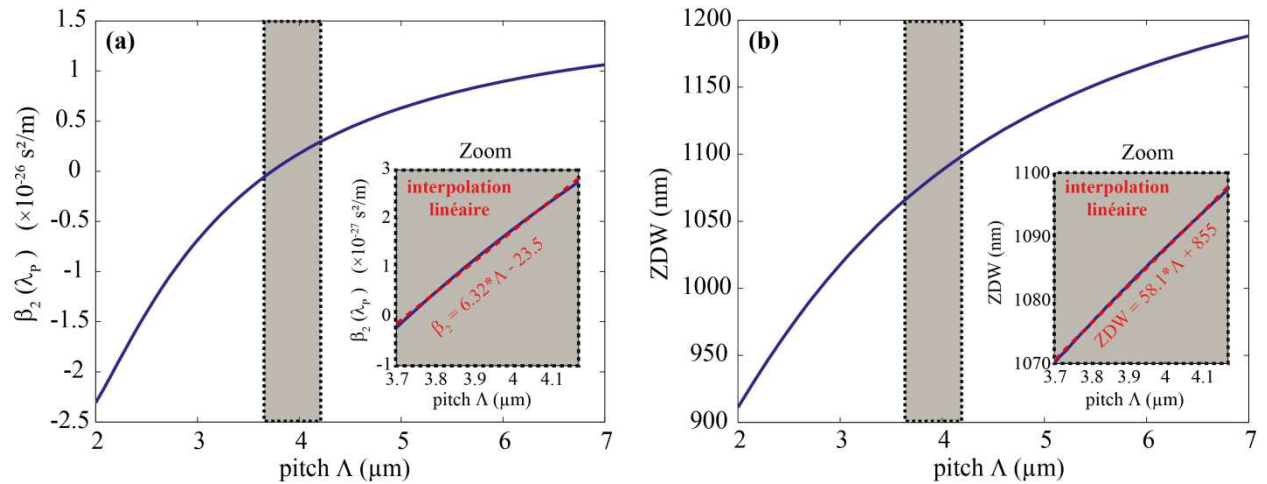 (a)
1.5
1
0.5
0
-0.5
-1
-1.5
-2
-2.5
β₂ (λₚ) (×10⁻²⁶ s²/m)
2 3 4 5 6 7
pitch Λ (µm)
Zoom
interpolation
linéaire
β₂ = 6.32*Λ - 23.5
3
2
1
0
-1
β₂ (λₚ) (×10⁻²⁷ s²/m)
3.7 3.8 3.9 4 4.1
pitch Λ (µm)
(b)
1200
1150
1100
1050
1000
950
900
ZDW (nm)
2 3 4 5 6 7
pitch Λ (µm)
Zoom
interpolation
linéaire
ZDW = 58.1*Λ + 855
1100
1090
1080
1070
ZDW (nm)
3.7 3.8 3.9 4 4.1
pitch Λ (µm)